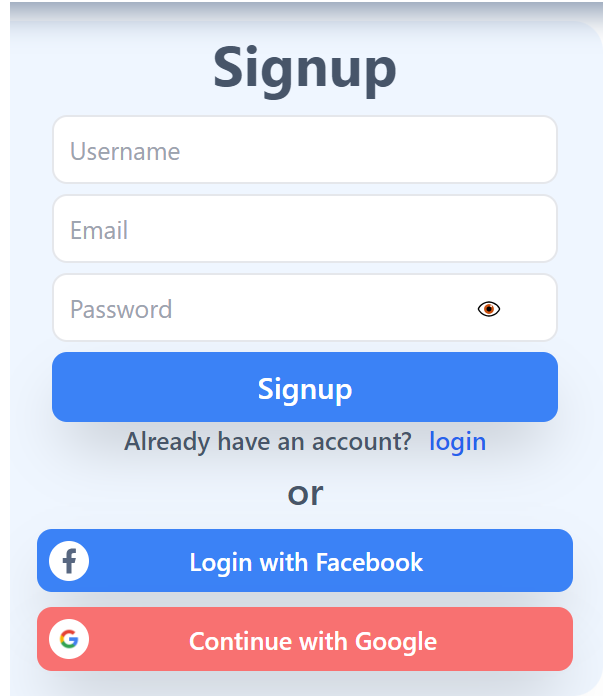 Signup
Username
Email
Password
Signup
Already have an account? login
or
Login with Facebook
Continue with Google